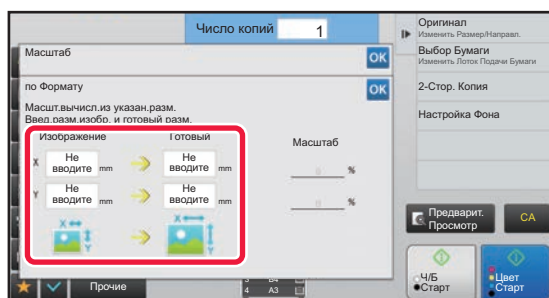 Число копий 1
Масштаб
OK
по Формату
OK
Масшт.вычисл.из указан.разм.
Введ.разм.изобр. и готовый разм.
Изображение Готовый
Масштаб
X Не вводите mm Не вводите mm %
Y Не вводите mm Не вводите mm %
X Y X Y
Прочие
4 A3
Оригинал
Изменить Размер/Направл.
Выбор Бумаги
Изменить Лоток Подачи Бумаги
2-Стор. Копия
Настройка Фона
Предварит.
Просмотр
CA
Ч/Б
Старт
Цвет
Старт